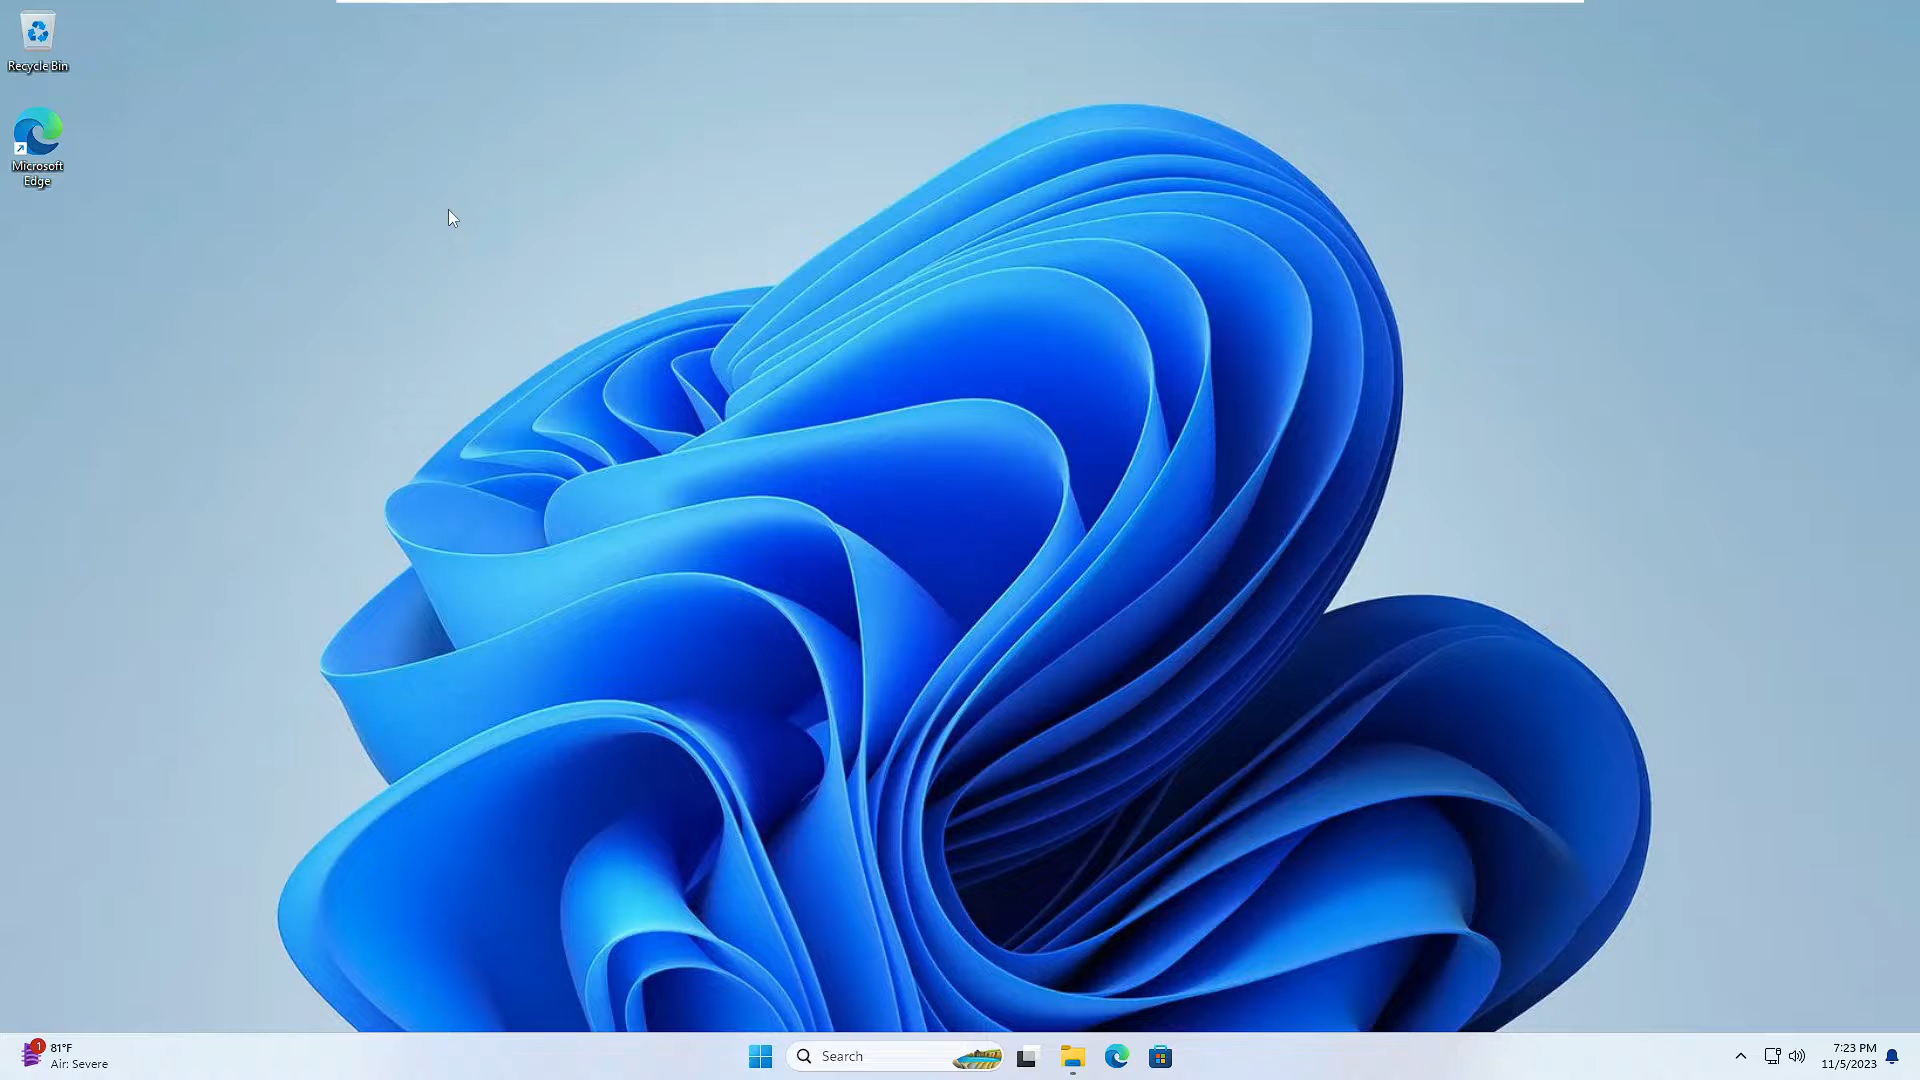 Recycle Bin
Microsoft
Edge
1
81°F
Air: Severe
Search
7:23 PM
11/5/2023